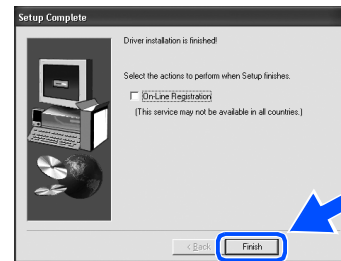 Setup Complete
Driver installation is finished!
Select the actions to perform when Setup finishes.
On-Line Registration
(This service may not be available in all countries.)
< Back
Finish